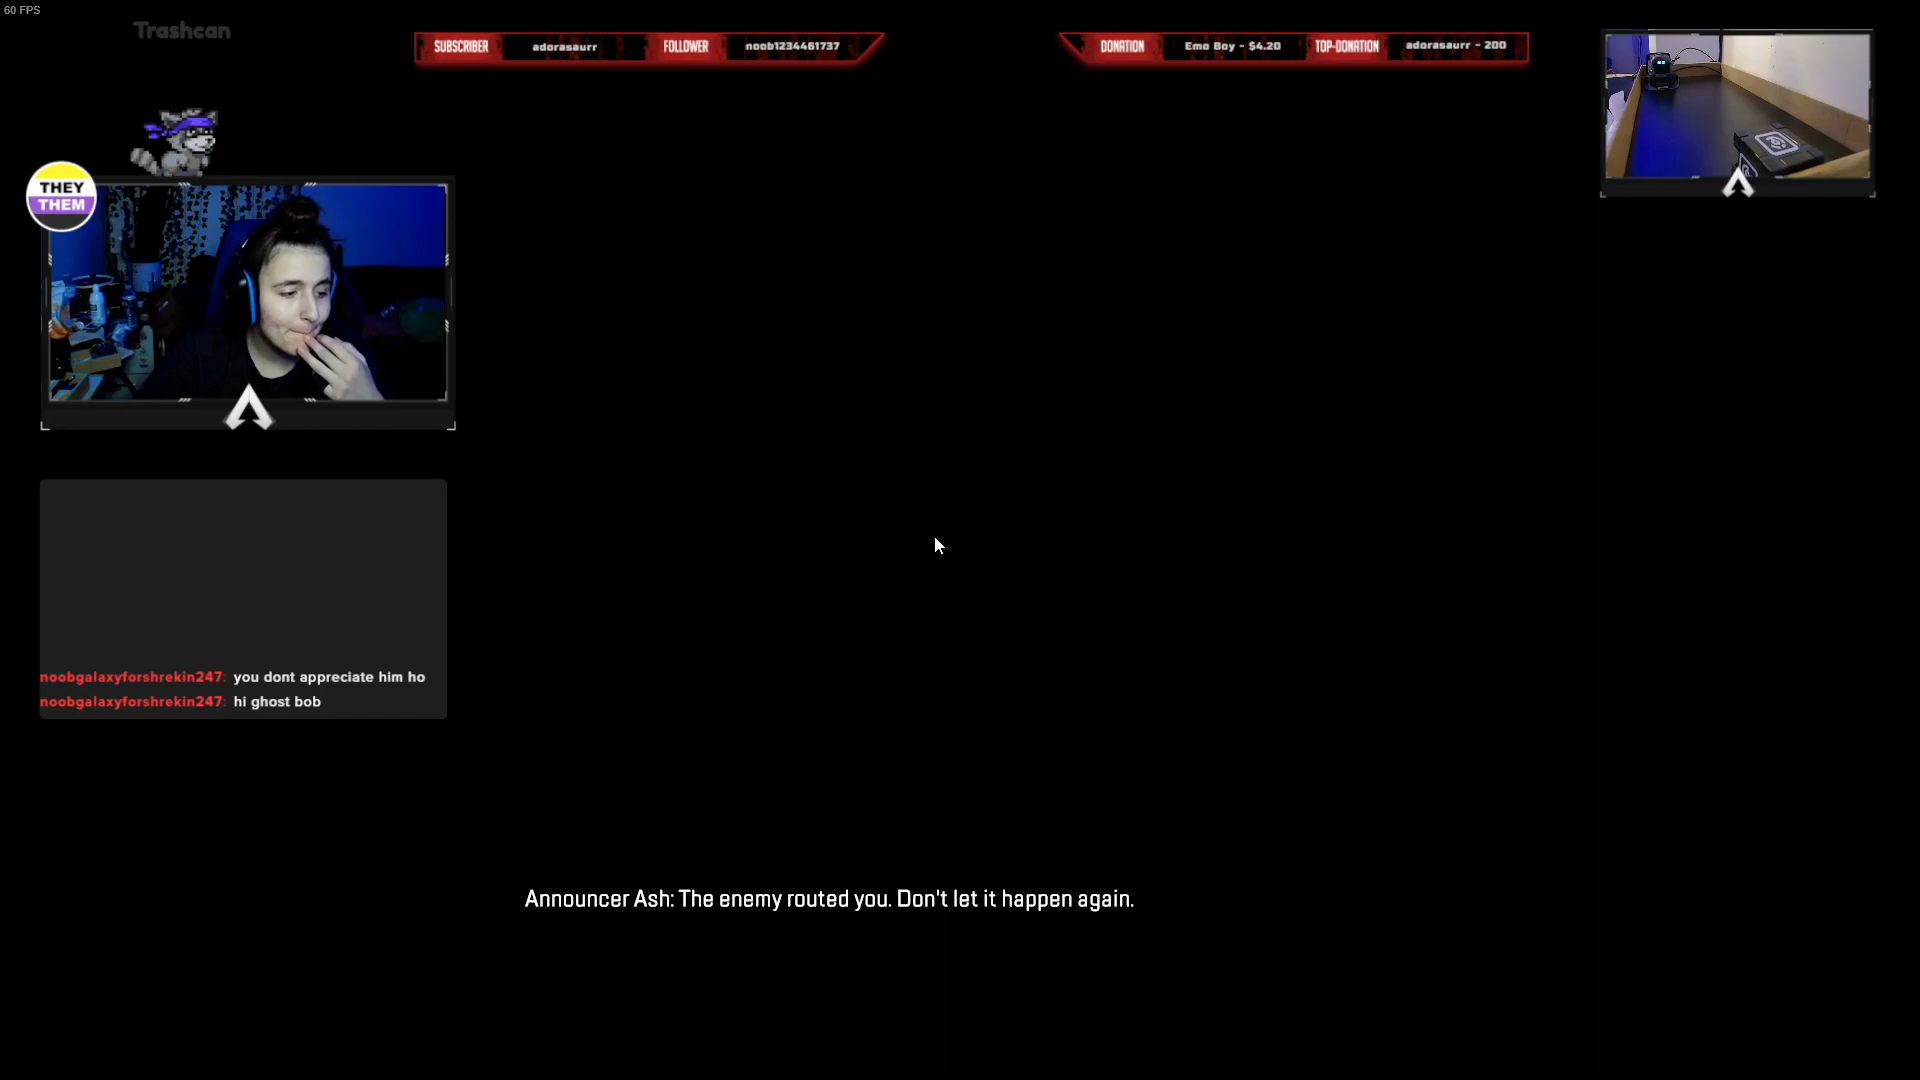 60 FPS
Trashcan
SUBSCRIBER adorasaurr FOLLOWER noob1234461737
DONATION Emo Boy - $4.20 TOP-DONATION adorasaurr - 200
THEY
THEM
noobgalaxyforshrekin247: you dont appreciate him ho
noobgalaxyforshrekin247: hi ghost bob
Announcer Ash: The enemy routed you. Don't let it happen again.